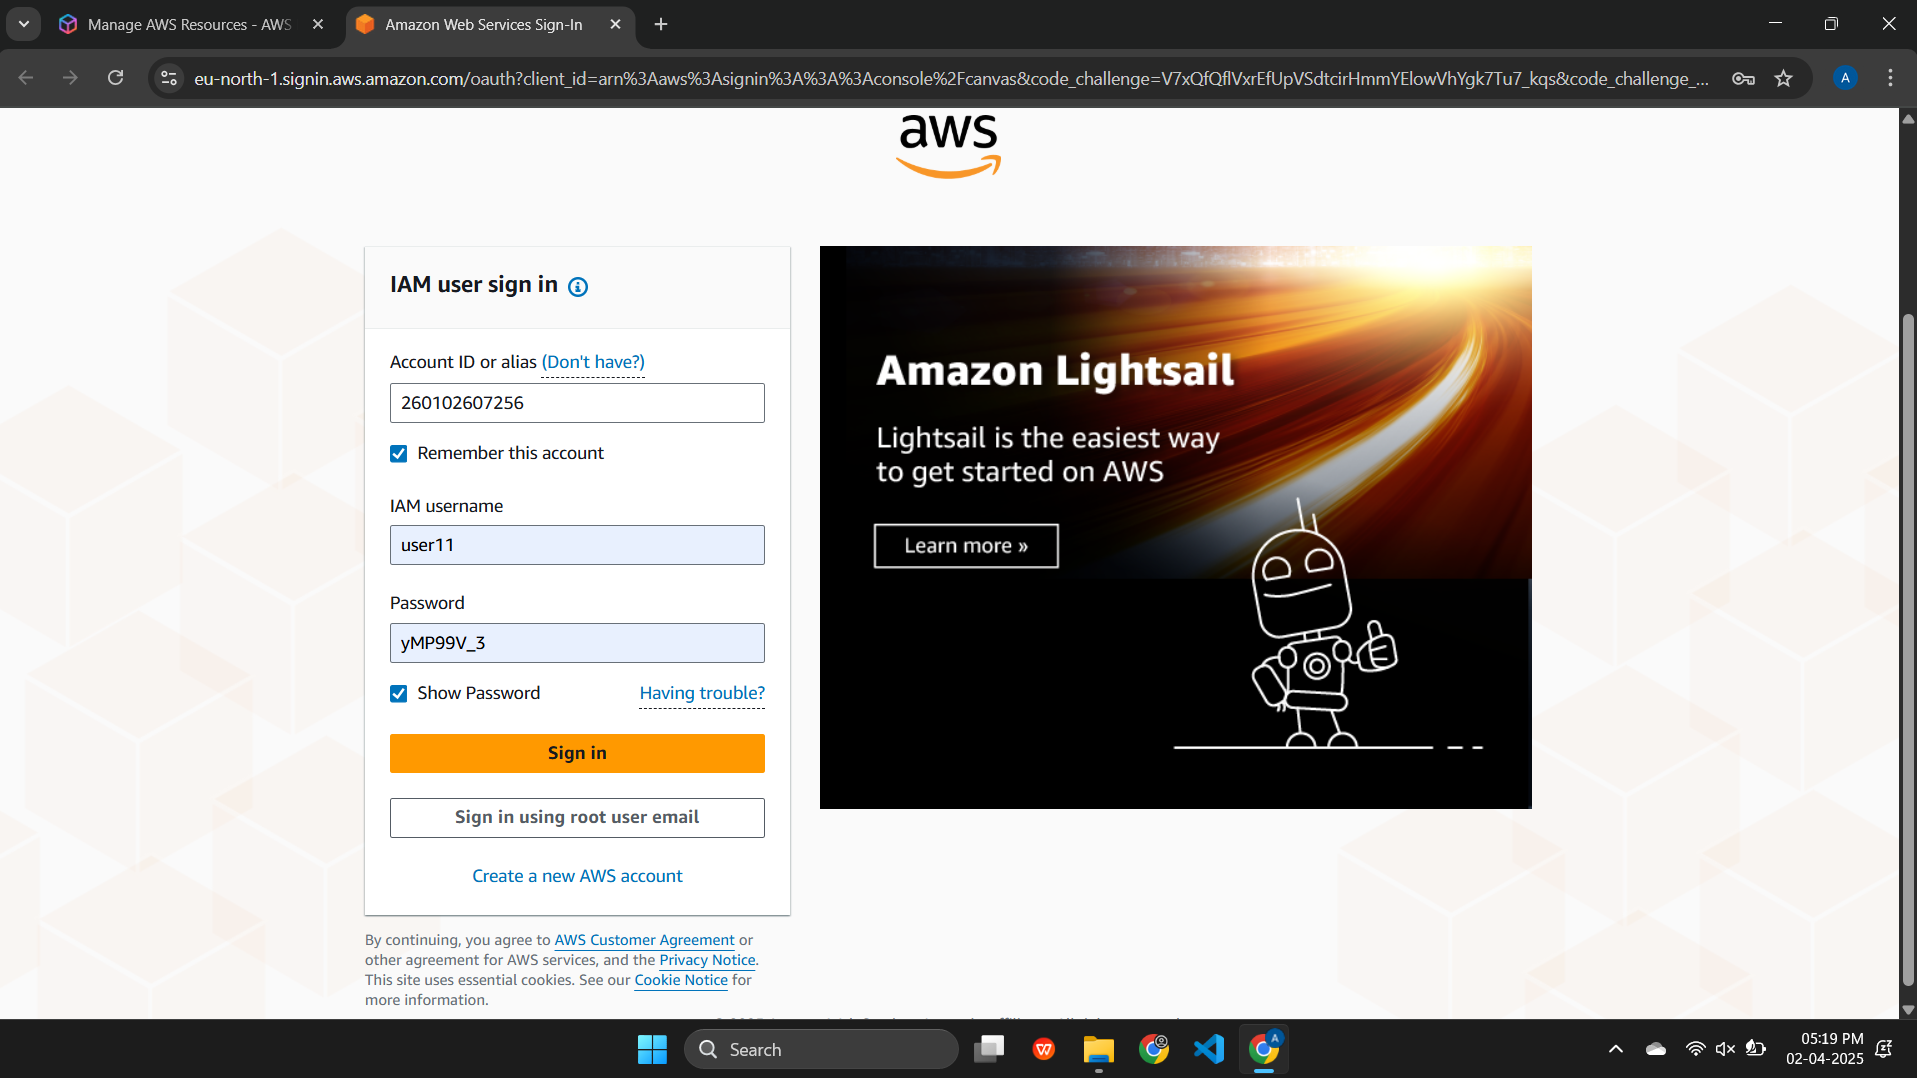 Manage AWS Resources - AWS
Amazon Web Services Sign-In
eu-north-1.signin.aws.amazon.com/oauth?client_id=arn%3Aaws%3Asignin%3A%3A%3Aconsole%2Fcanvas&code_challenge=V7xQfQflVxrEfUpVSdtcirHmmYElowVhYgk7Tu7_kqs&code_challenge_...
A
aws
IAM user sign in
Account ID or alias (Don't have?)
260102607256
Remember this account
IAM username
user11
Password
yMP99V_3
Show Password
Having trouble?
Sign in
Sign in using root user email
Create a new AWS account
By continuing, you agree to AWS Customer Agreement or
other agreement for AWS services, and the Privacy Notice.
This site uses essential cookies. See our Cookie Notice for
more information.
Amazon Lightsail
Lightsail is the easiest way
to get started on AWS
Learn more »
Search
A
05:19 PM
02-04-2025